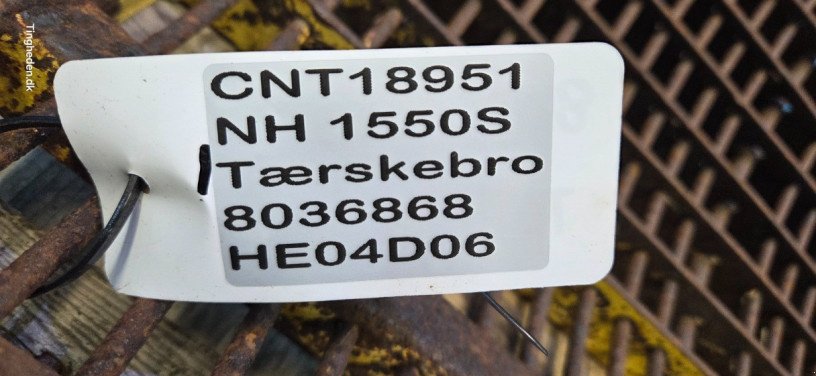 CNT18951
NH 1550S
Tærskebro
8036868
HE04D06
Tingheden.dk